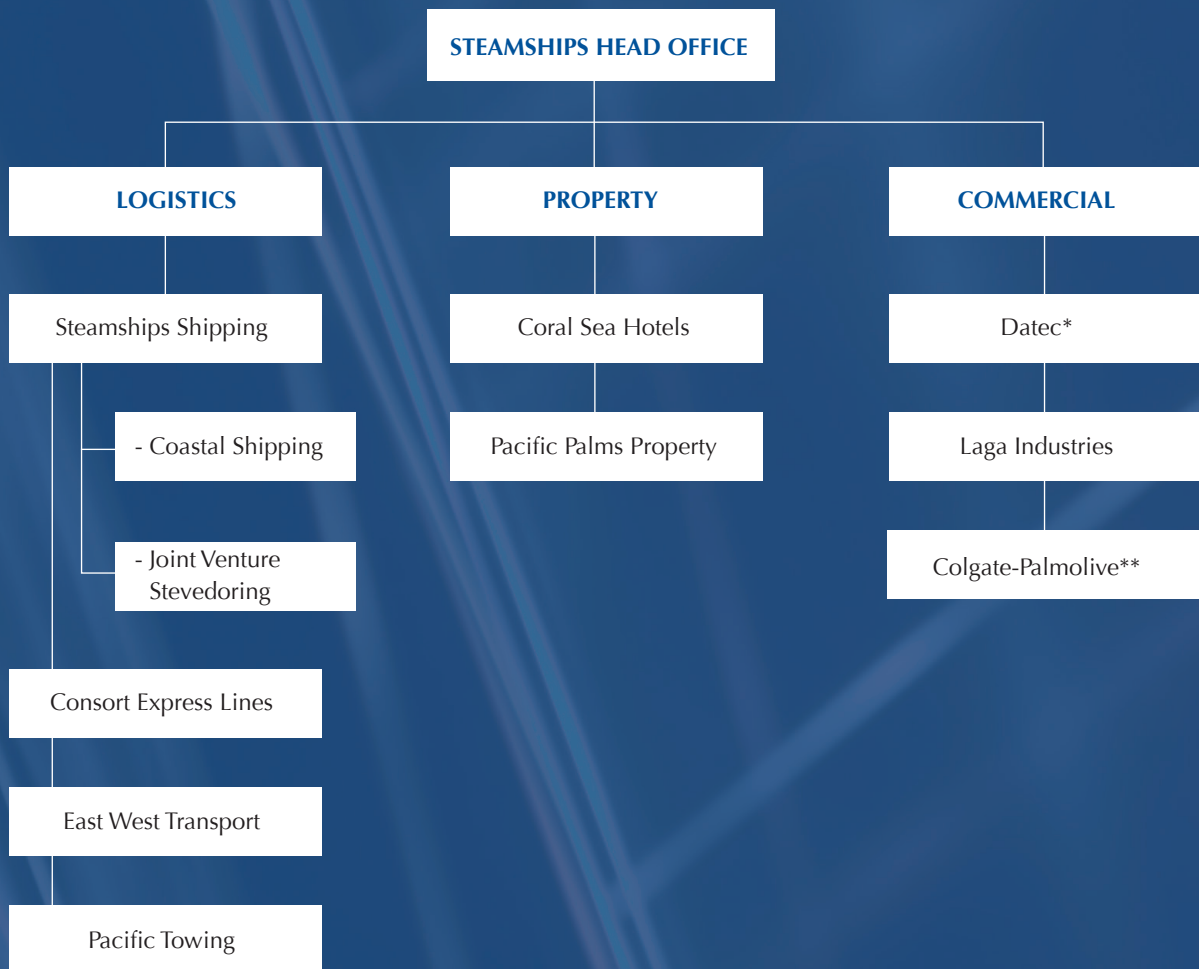 STEAMSHIPS HEAD OFFICE
LOGISTICS
PROPERTY
COMMERCIAL
Steamships Shipping
Coral Sea Hotels
Datec*
- Coastal Shipping
Pacific Palms Property
Laga Industries
- Joint Venture
Stevedoring
Colgate-Palmolive**
Consort Express Lines
East West Transport
Pacific Towing